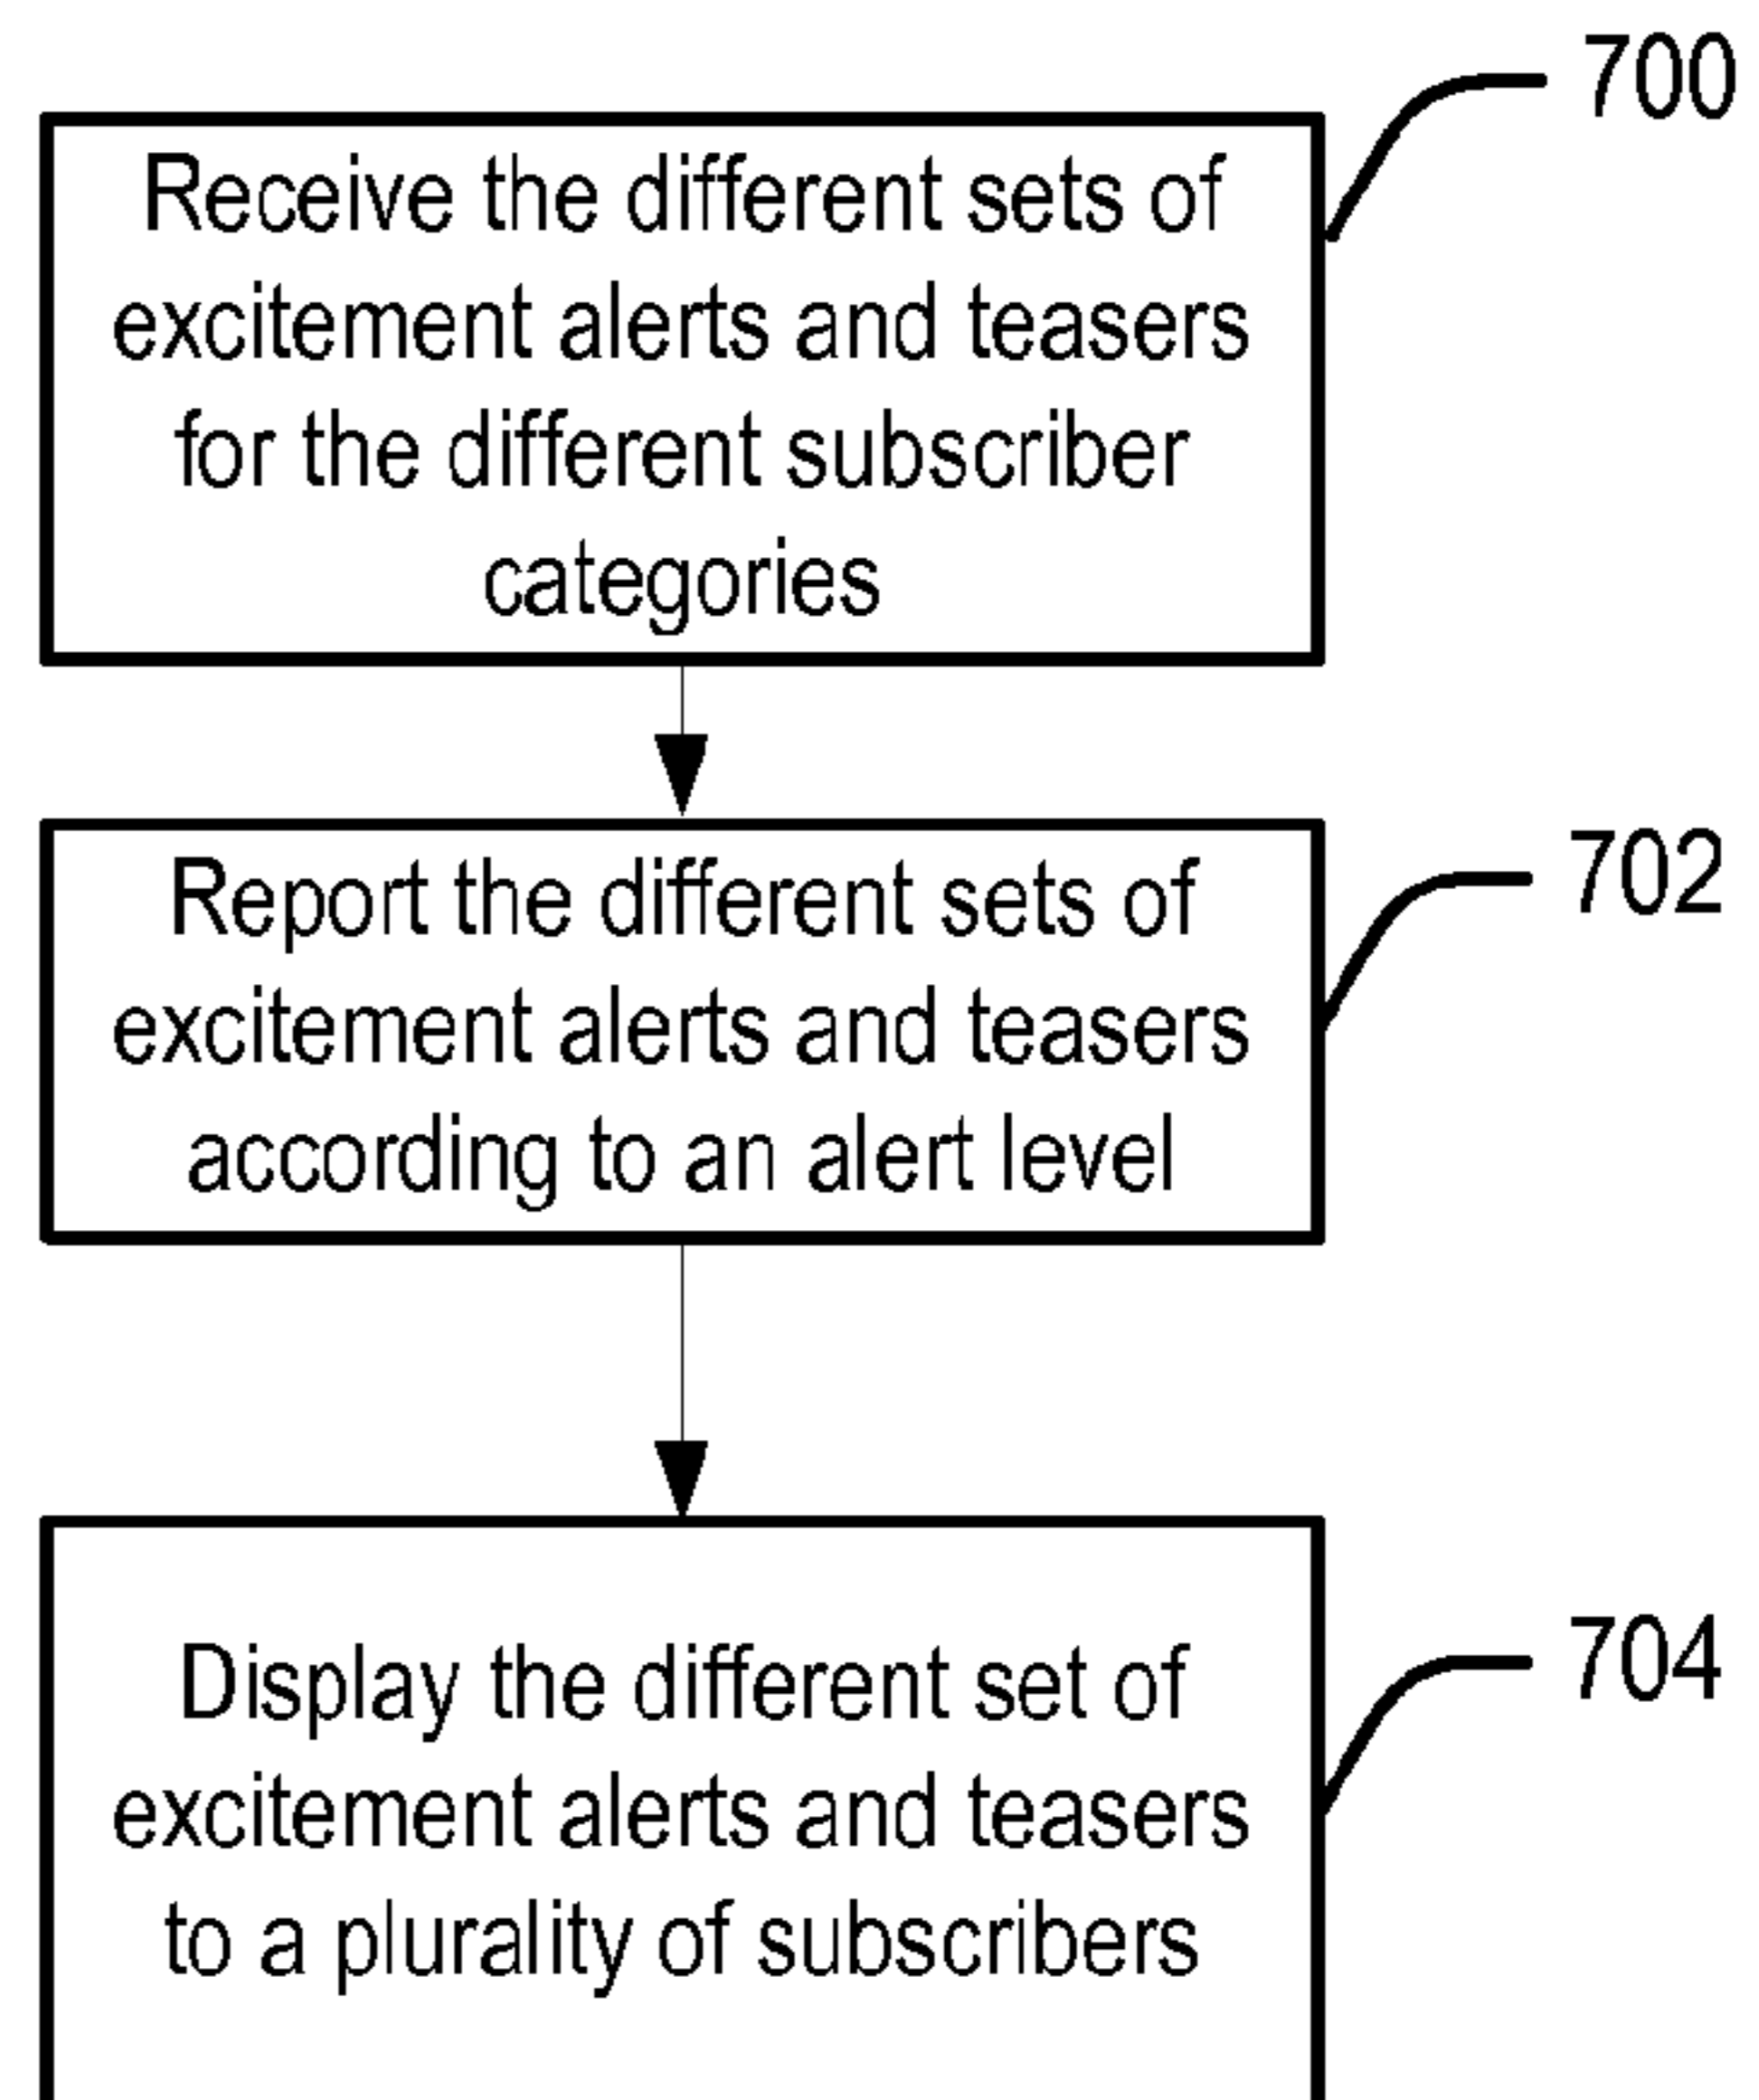 700
Receive the different sets of
excitement alerts and teasers
for the different subscriber
categories
702
Report the different sets of
excitement alerts and teasers
according to an alert level
704
Display the different set of
excitement alerts and teasers
to a plurality of subscribers